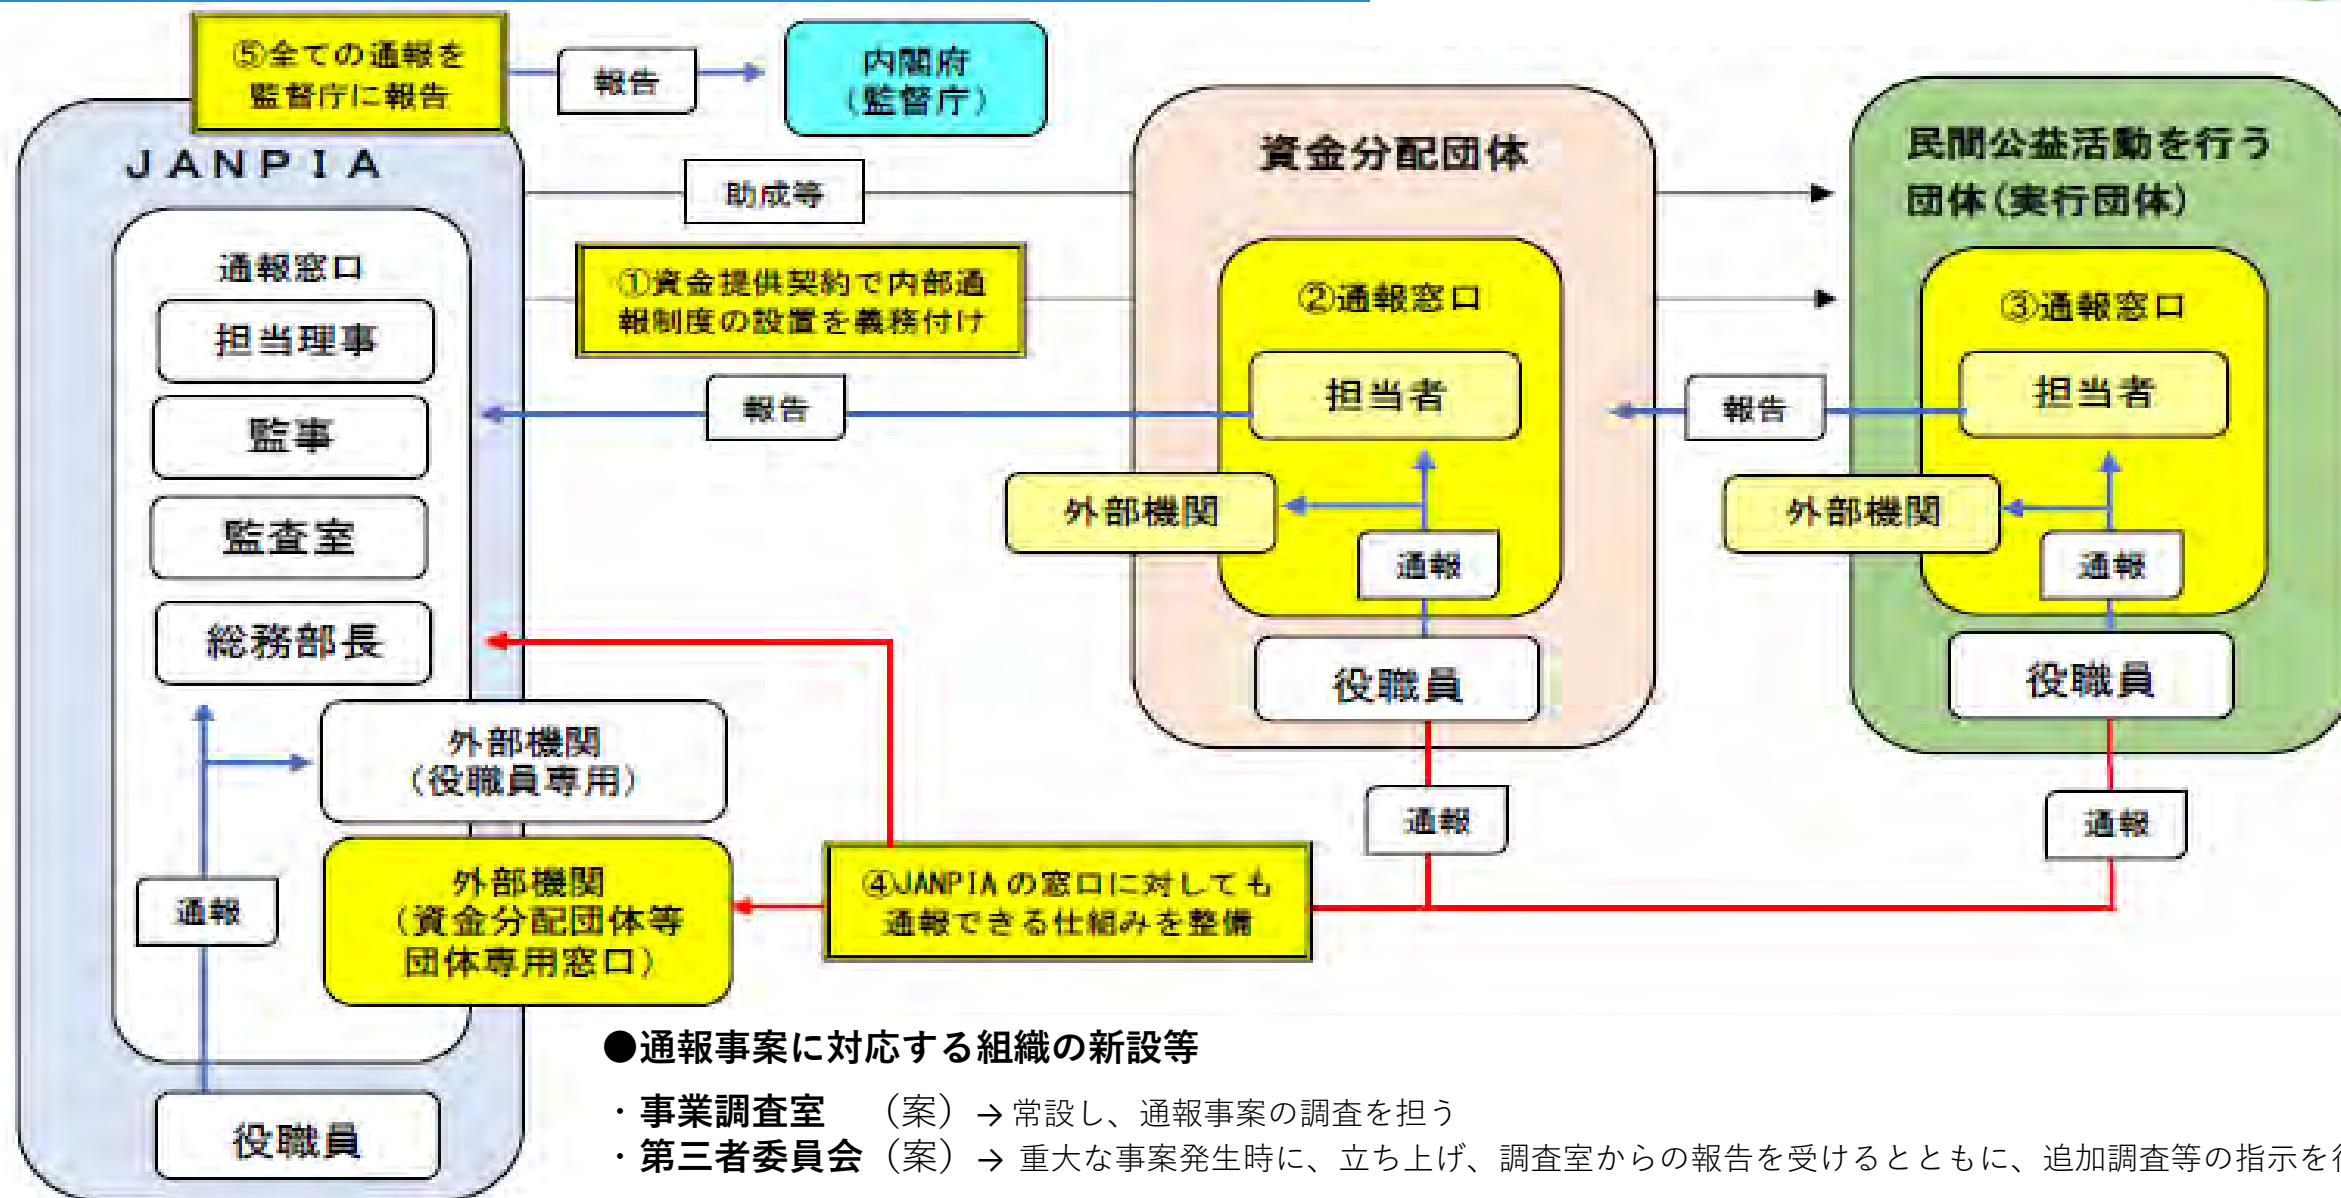 ⑤全ての通報を
監督庁に報告
報告
内閣府
(監督庁)
JANPIA
通報窓口
担当理事
監事
監査室
総務部長
外部機関
(役職員専用)
外部機関
(資金分配団体等
団体専用窓口)
通報
役職員
助成等
①資金提供契約で内部通
報制度の設置を義務付け
報告
資金分配団体
②通報窓口
担当者
外部機関
通報
役職員
通報
民間公益活動を行う
団体(実行団体)
③通報窓口
担当者
報告
外部機関
通報
役職員
通報
④JANPIAの窓口に対しても
通報できる仕組みを整備
●通報事案に対応する組織の新設等
・事業調査室 （案）→ 常設し、通報事案の調査を担う
・第三者委員会（案）→ 重大な事案発生時に、立ち上げ、調査室からの報告を受けるとともに、追加調査等の指示を